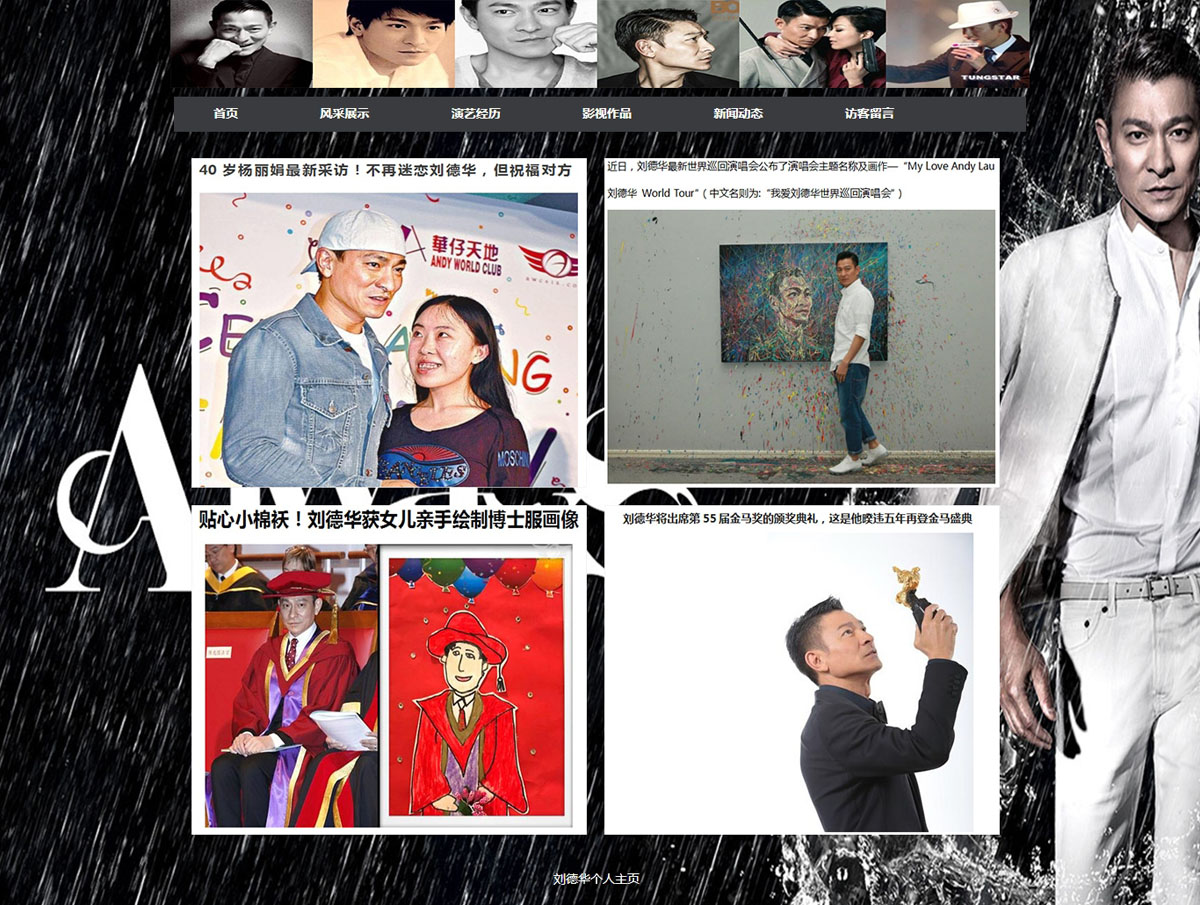 TUNGSTAR
首页 风采展示 演艺经历 影视作品 新闻动态 访客留言
40 岁杨丽娟最新采访！不再迷恋刘德华，但祝福对方
華仔天地
ANDY WORLD CLUB
MOSCHINO
近日，刘德华最新世界巡回演唱会公布了演唱会主题名称及画作—“My Love Andy Lau
刘德华 World Tour”（中文名则为: “我爱刘德华世界巡回演唱会”）
贴心小棉袄！刘德华获女儿亲手绘制博士服画像
刘德华将出席第 55 届金马奖的颁奖典礼，这是他暌违五年再登金马盛典
刘德华个人主页